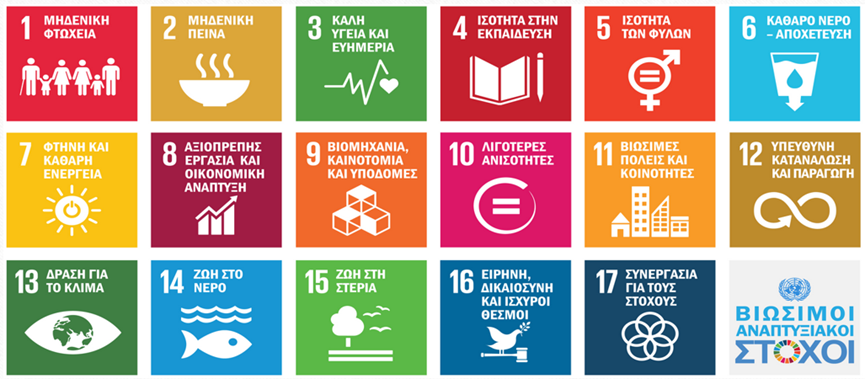 1 ΜΗΔΕΝΙΚΗ
ΦΤΩΧΕΙΑ
2 ΜΗΔΕΝΙΚΗ
ΠΕΙΝΑ
3 ΚΑΛΗ
ΥΓΕΙΑ ΚΑΙ
ΕΥΗΜΕΡΙΑ
4 ΙΣΟΤΗΤΑ ΣΤΗΝ
ΕΚΠΑΙΔΕΥΣΗ
5 ΙΣΟΤΗΤΑ
ΤΩΝ ΦΥΛΩΝ
6 ΚΑΘΑΡΟ ΝΕΡΟ
– ΑΠΟΧΕΤΕΥΣΗ
7 ΦΤΗΝΗ ΚΑΙ
ΚΑΘΑΡΗ
ΕΝΕΡΓΕΙΑ
8 ΑΞΙΟΠΡΕΠΗΣ
ΕΡΓΑΣΙΑ ΚΑΙ
ΟΙΚΟΝΟΜΙΚΗ
ΑΝΑΠΤΥΞΗ
9 ΒΙΟΜΗΧΑΝΙΑ,
ΚΑΙΝΟΤΟΜΙΑ
ΚΑΙ ΥΠΟΔΟΜΕΣ
10 ΛΙΓΟΤΕΡΕΣ
ΑΝΙΣΟΤΗΤΕΣ
11 ΒΙΩΣΙΜΕΣ
ΠΟΛΕΙΣ ΚΑΙ
ΚΟΙΝΟΤΗΤΕΣ
12 ΥΠΕΥΘΥΝΗ
ΚΑΤΑΝΑΛΩΣΗ
ΚΑΙ ΠΑΡΑΓΩΓΗ
13 ΔΡΑΣΗ ΓΙΑ
ΤΟ ΚΛΙΜΑ
14 ΖΩΗ ΣΤΟ
ΝΕΡΟ
15 ΖΩΗ ΣΤΗ
ΣΤΕΡΙΑ
16 ΕΙΡΗΝΗ,
ΔΙΚΑΙΟΣΥΝΗ
ΚΑΙ ΙΣΧΥΡΟΙ
ΘΕΣΜΟΙ
17 ΣΥΝΕΡΓΑΣΙΑ
ΓΙΑ ΤΟΥΣ
ΣΤΟΧΟΥΣ
ΒΙΩΣΙΜΟΙ
ΑΝΑΠΤΥΞΙΑΚΟΙ
ΣΤΟΧΟΙ